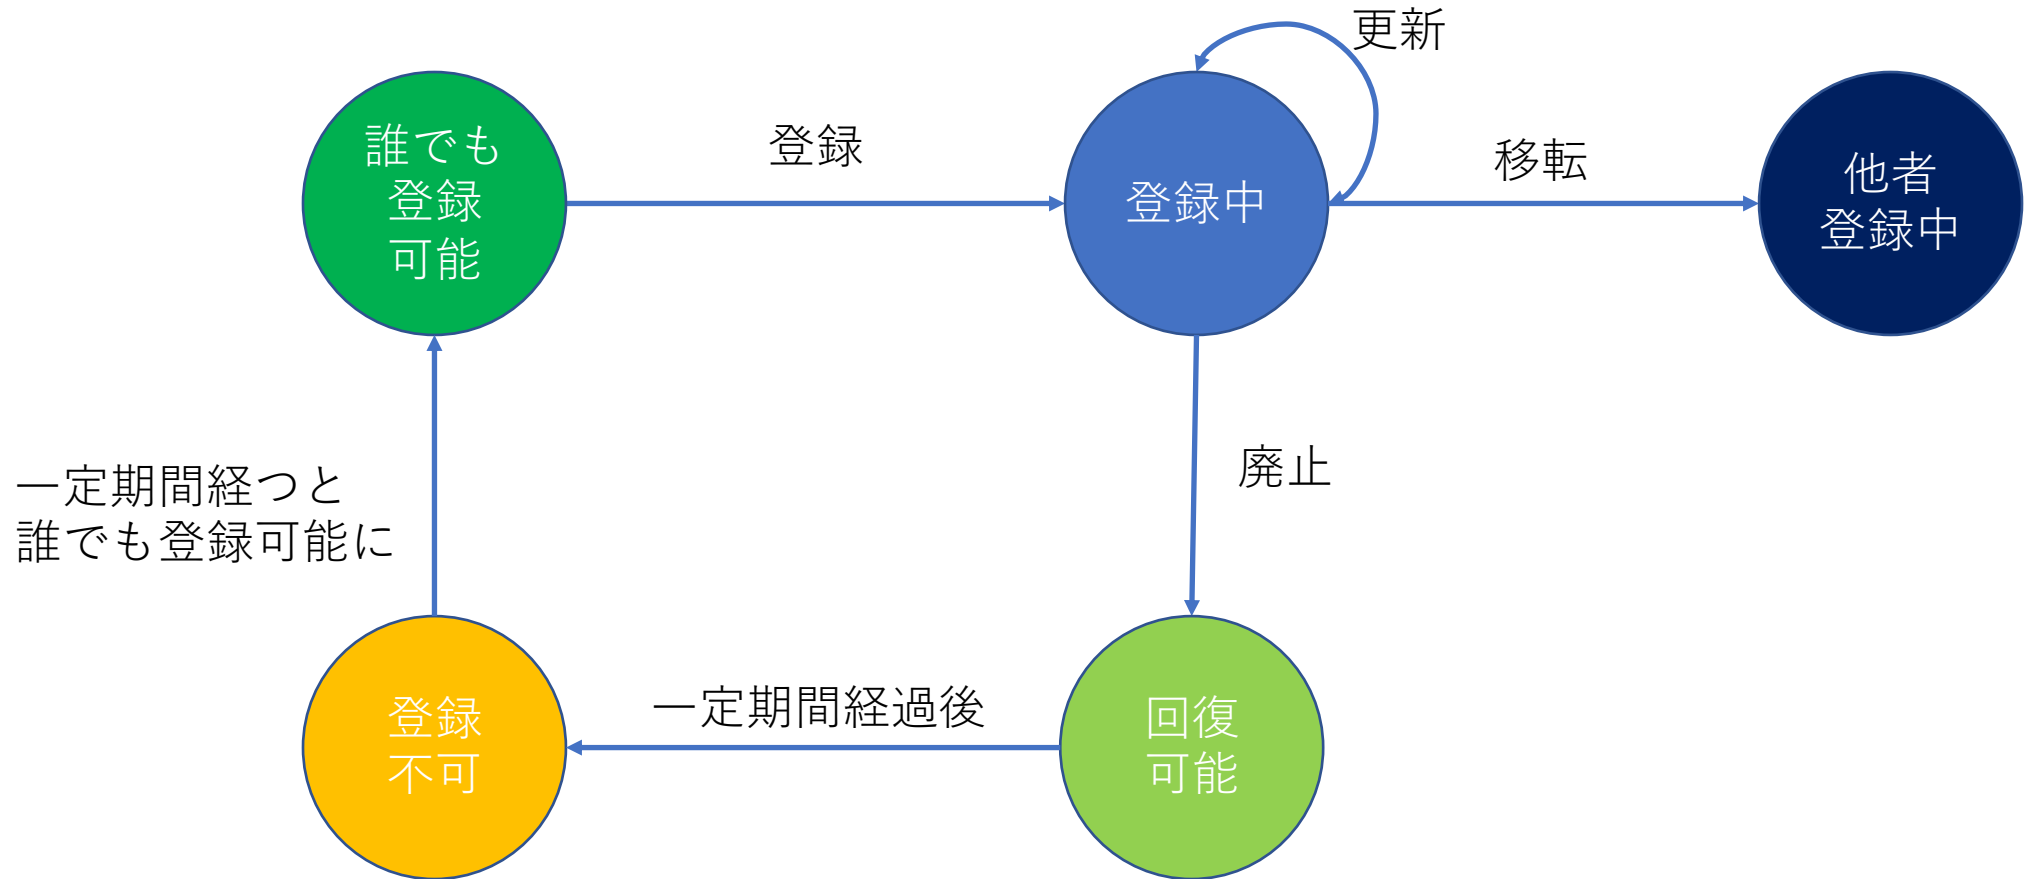 更新
誰でも
登録
可能
登録
登録中
移転
他者
登録中
廃止
一定期間経つと
誰でも登録可能に
登録
不可
一定期間経過後
回復
可能